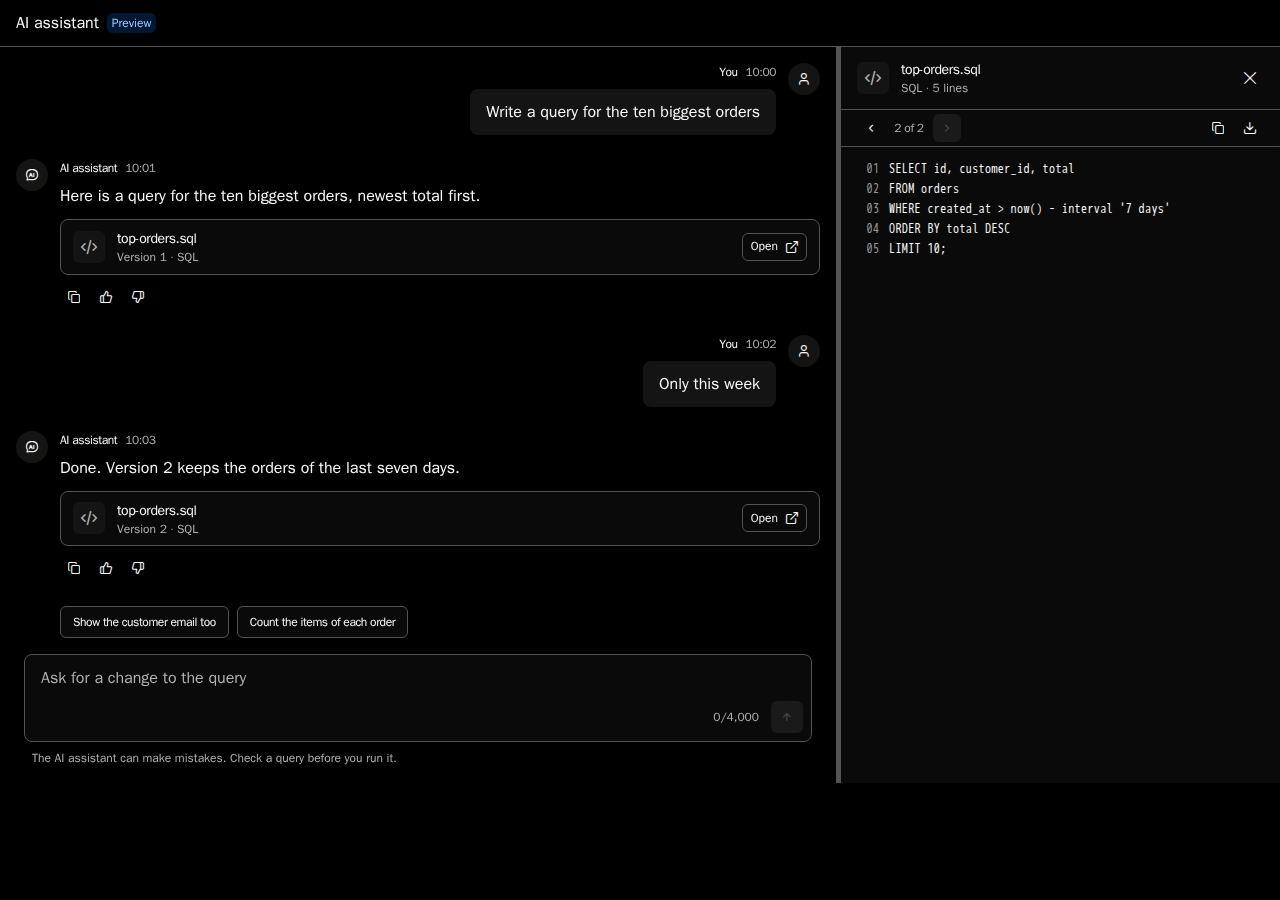 AI assistant Preview
You 10:00
Write a query for the ten biggest orders
AI assistant 10:01
Here is a query for the ten biggest orders, newest total first.
top-orders.sql
Version 1 · SQL
Open
You 10:02
Only this week
AI assistant 10:03
Done. Version 2 keeps the orders of the last seven days.
top-orders.sql
Version 2 · SQL
Open
Show the customer email too
Count the items of each order
Ask for a change to the query
0/4,000
The AI assistant can make mistakes. Check a query before you run it.
top-orders.sql
SQL · 5 lines
2 of 2
01 SELECT id, customer_id, total
02 FROM orders
03 WHERE created_at > now() - interval '7 days'
04 ORDER BY total DESC
05 LIMIT 10;